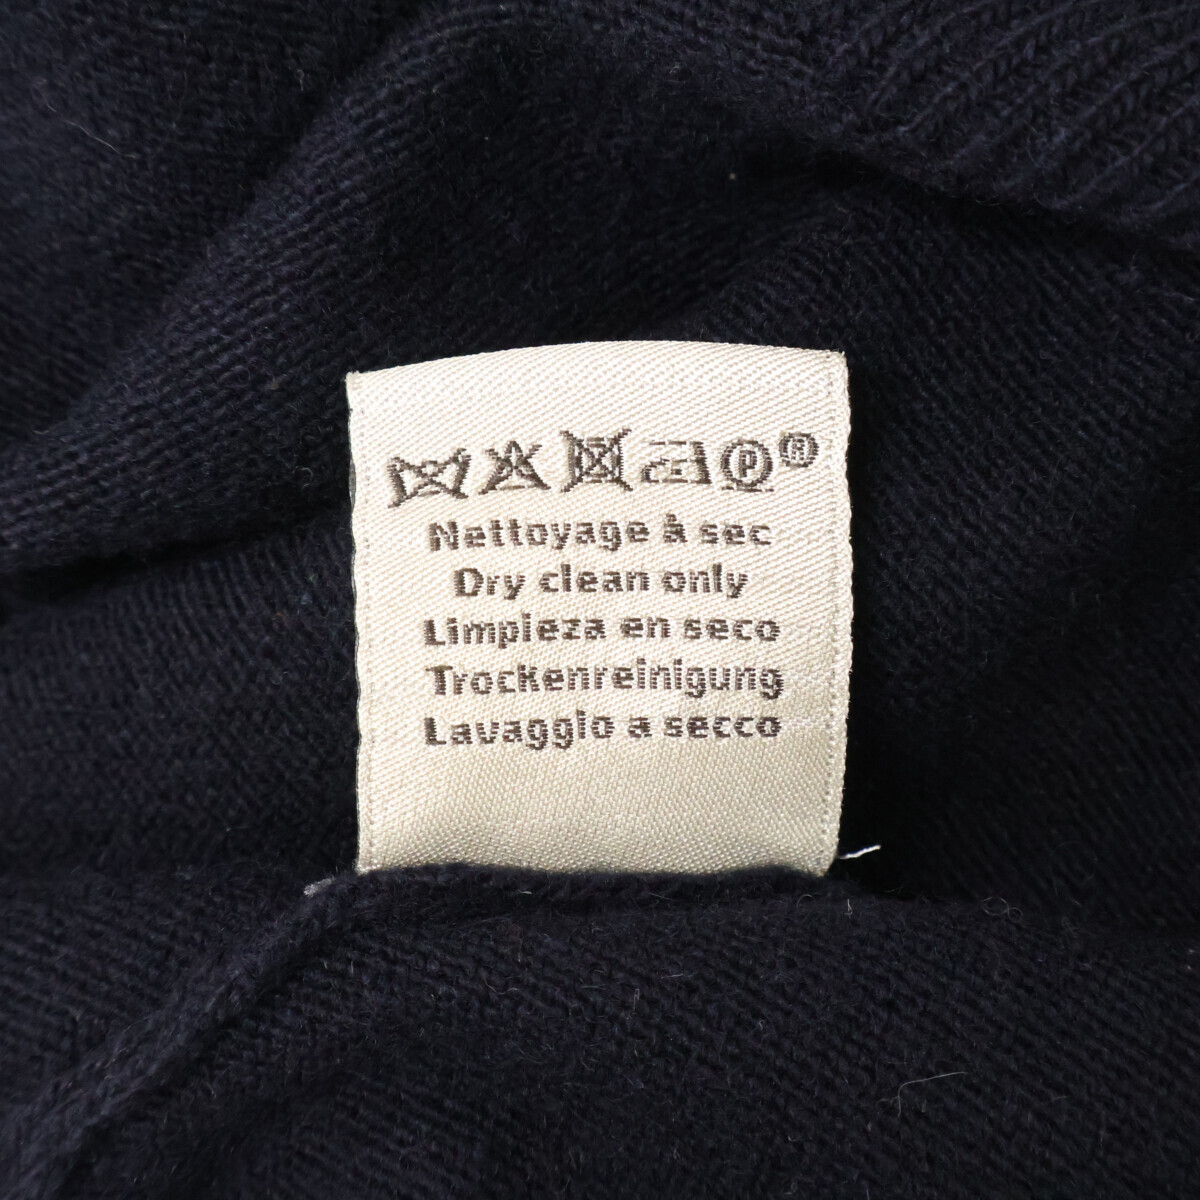 P ®
Nettoyage à sec
Dry clean only
Limpieza en seco
Trockenreinigung
Lavaggio a secco